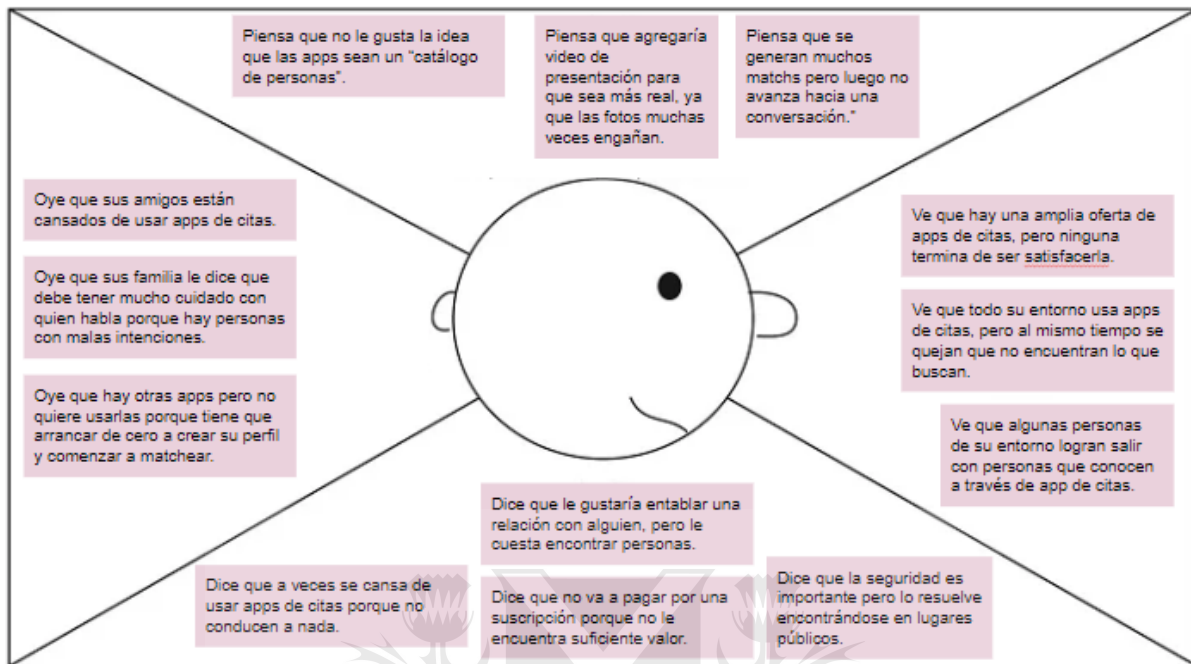 Piensa que no le gusta la idea
que las apps sean un “catálogo
de personas”.
Piensa que agregaría
video de
presentación para
que sea más real, ya
que las fotos muchas
veces engañan.
Piensa que se
generan muchos
matchs pero luego no
avanza hacia una
conversación.”
Oye que sus amigos están
cansados de usar apps de citas.
Oye que sus familia le dice que
debe tener mucho cuidado con
quien habla porque hay personas
con malas intenciones.
Oye que hay otras apps pero no
quiere usarlas porque tiene que
arrancar de cero a crear su perfil
y comenzar a matchear.
Ve que hay una amplia oferta de
apps de citas, pero ninguna
termina de ser satisfacerla.
Ve que todo su entorno usa apps
de citas, pero al mismo tiempo se
quejan que no encuentran lo que
buscan.
Ve que algunas personas
de su entorno logran salir
con personas que conocen
a través de app de citas.
Dice que le gustaría entablar una
relación con alguien, pero le
cuesta encontrar personas.
Dice que a veces se cansa de
usar apps de citas porque no
conducen a nada.
Dice que no va a pagar por una
suscripción porque no le
encuentra suficiente valor.
Dice que la seguridad es
importante pero lo resuelve
encontrándose en lugares
públicos.